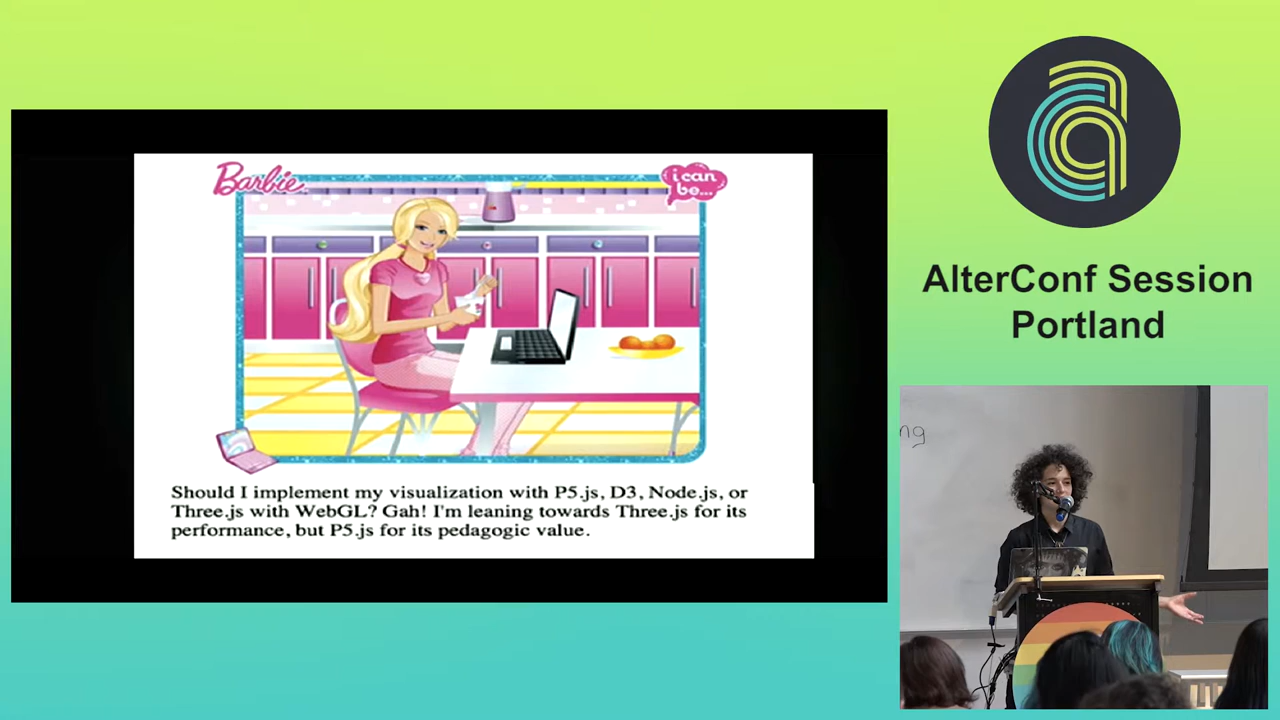 Barbie
i can
be...
Should I implement my visualization with P5.js, D3, Node.js, or
Three.js with WebGL? Gah! I'm leaning towards Three.js for its
performance, but P5.js for its pedagogic value.
AlterConf Session
Portland
ng